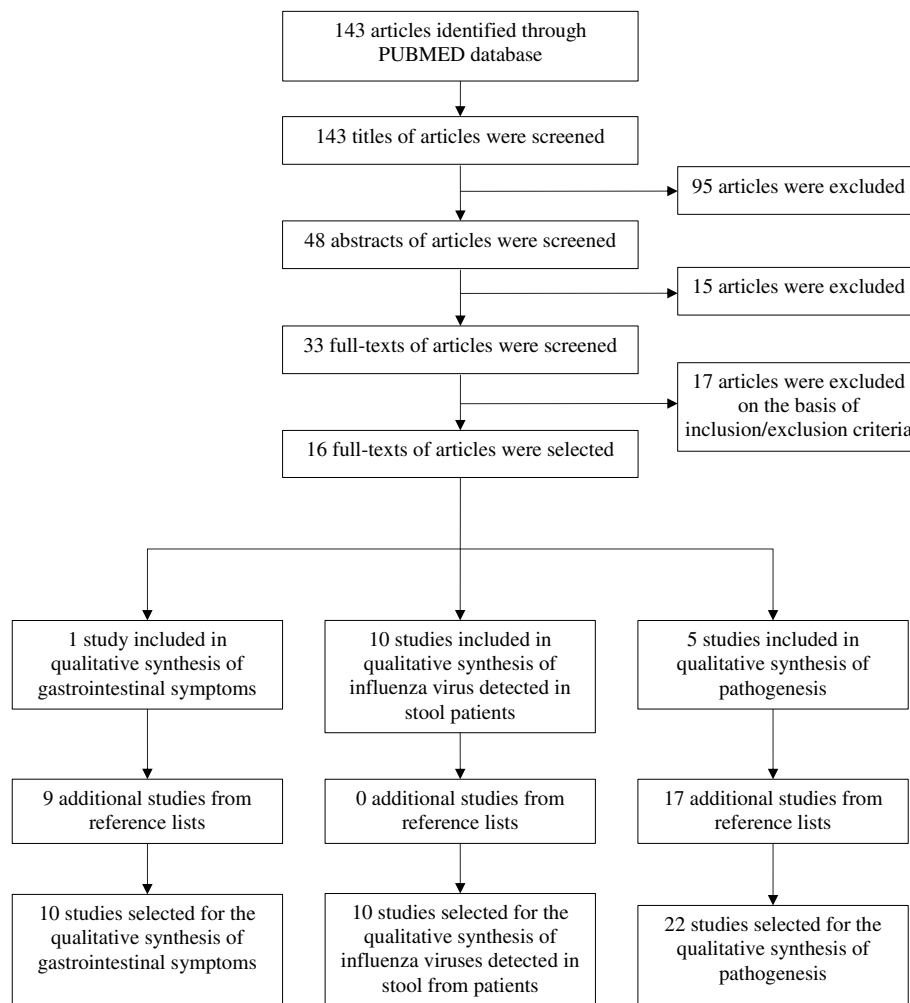 143 articles identified through
PUBMED database
143 titles of articles were screened
95 articles were excluded
48 abstracts of articles were screened
15 articles were excluded
33 full-texts of articles were screened
17 articles were excluded
on the basis of
inclusion/exclusion criteria
16 full-texts of articles were selected
1 study included in
qualitative synthesis of
gastrointestinal symptoms
10 studies included in
qualitative synthesis of
influenza virus detected in
stool patients
5 studies included in
qualitative synthesis of
pathogenesis
9 additional studies from
reference lists
0 additional studies from
reference lists
17 additional studies from
reference lists
10 studies selected for the
qualitative synthesis of
gastrointestinal symptoms
10 studies selected for the
qualitative synthesis of
influenza viruses detected in
stool from patients
22 studies selected for the
qualitative synthesis of
pathogenesis